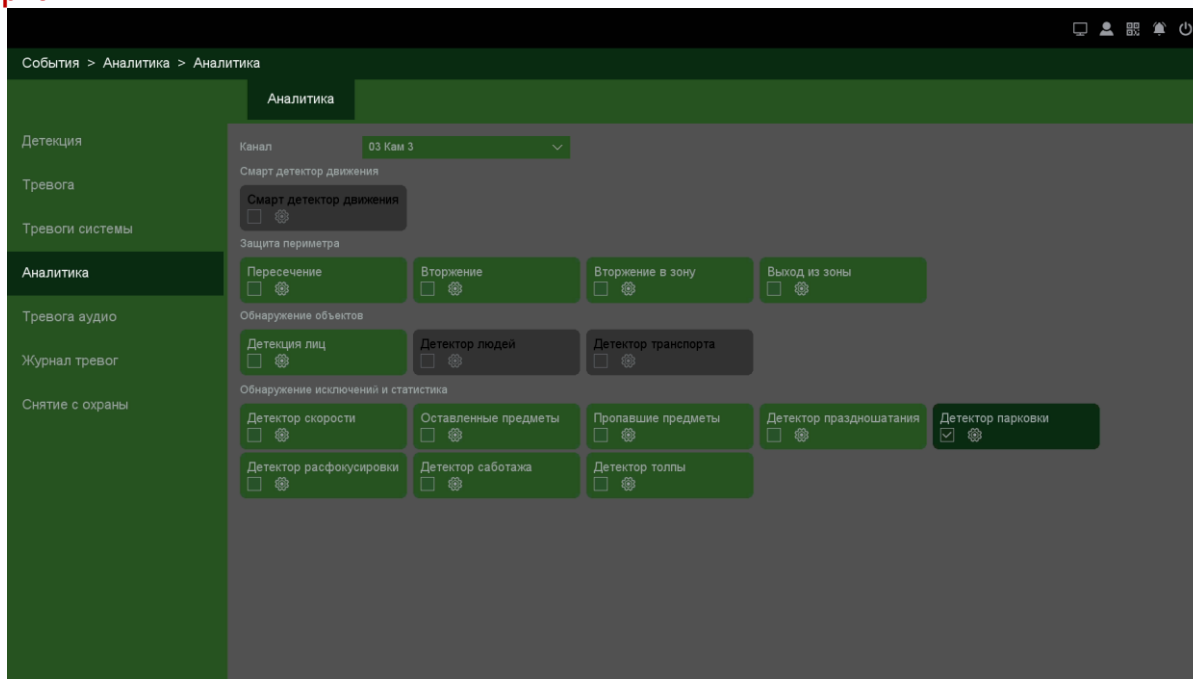 События > Аналитика > Аналитика
Аналитика
Детекция
Тревога
Тревоги системы
Аналитика
Тревога аудио
Журнал тревог
Снятие с охраны
Канал 03 Кам 3
Смарт детектор движения
Смарт детектор движения
Защита периметра
Пересечение Вторжение Вторжение в зону Выход из зоны
Обнаружение объектов
Детекция лиц Детектор людей Детектор транспорта
Обнаружение исключений и статистика
Детектор скорости Оставленные предметы Пропавшие предметы Детектор праздношатания Детектор парковки
Детектор расфокусировки Детектор саботажа Детектор толпы